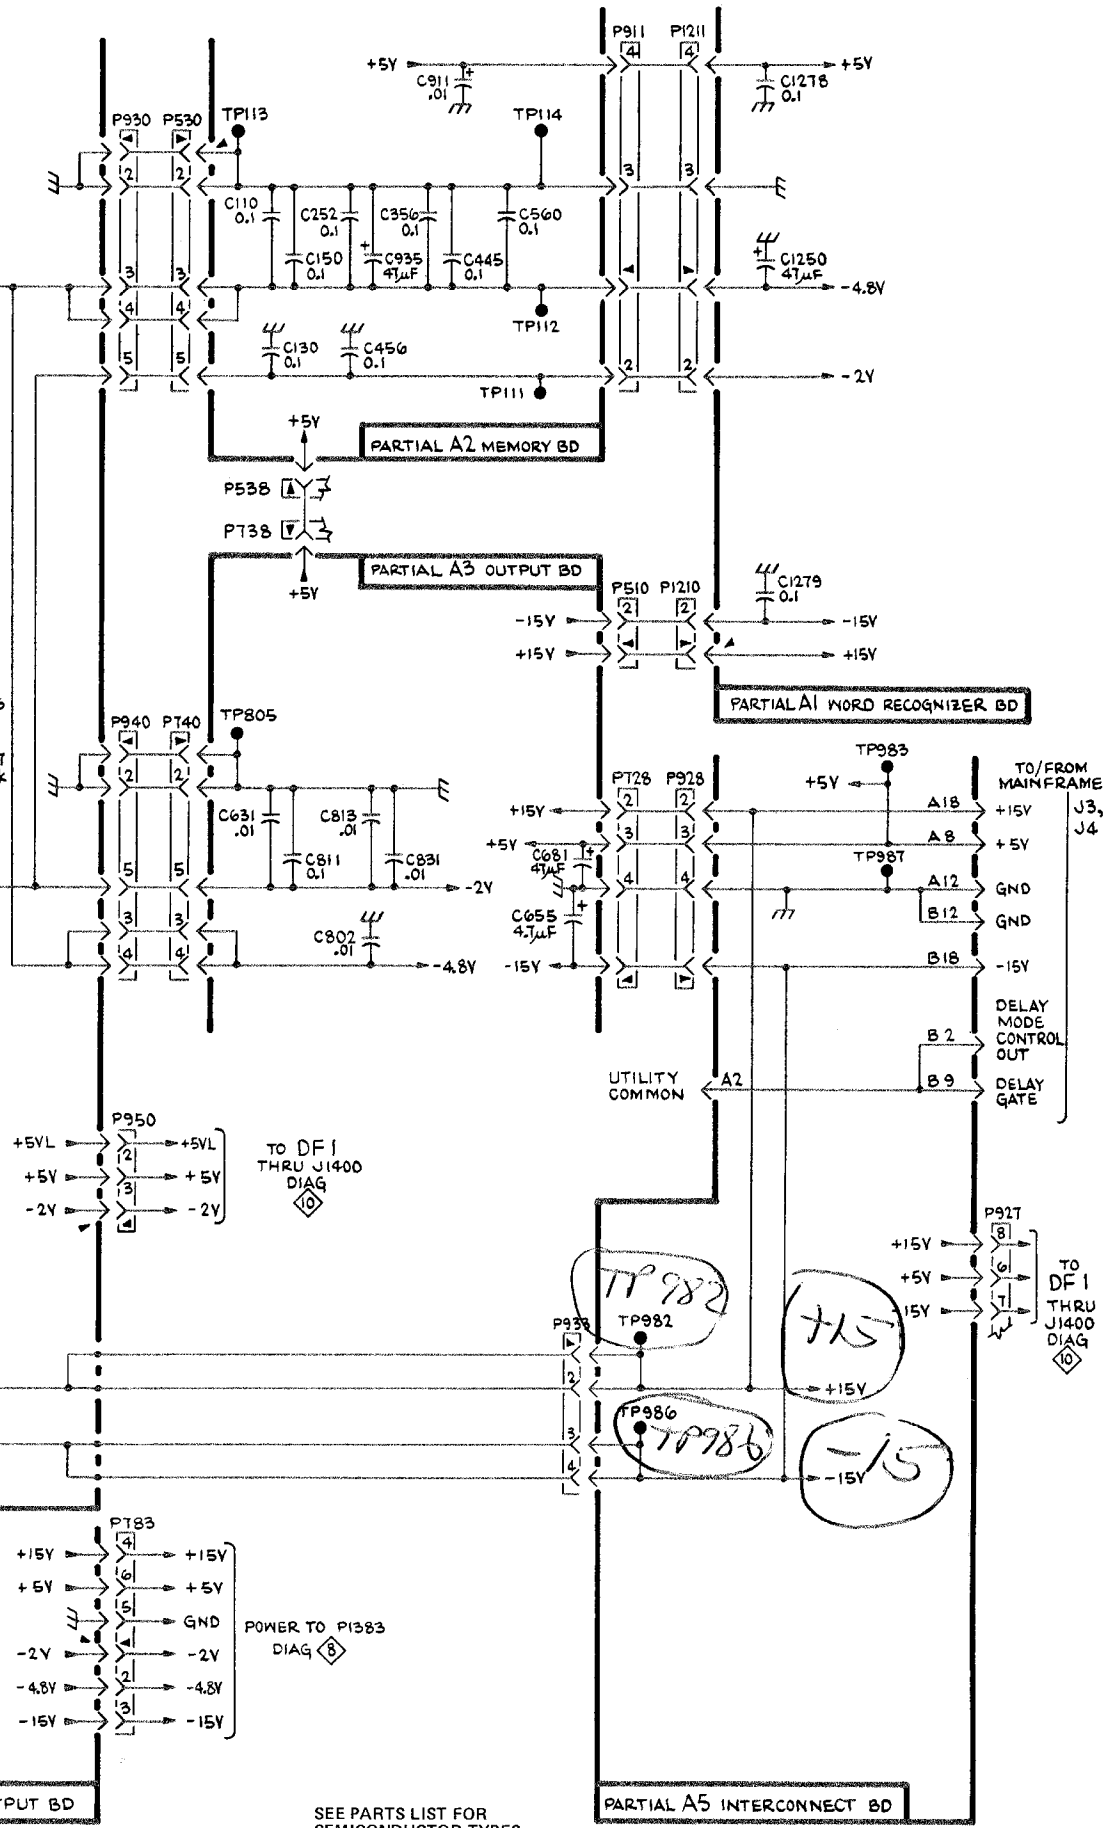 P911 P1211
+5V 4 4 +5V
C911
.01
C1278
0.1
P930 P530 TP113 TP114
2 2 3 3
C110
0.1
C252
0.1
C356
0.1
C560
0.1
C150
0.1
C935
47µF
C445
0.1
C1250
47µF
3 3 -4.8V
4 4 TP112
C130
0.1
C456
0.1
5 5 2 2 -2V
TP111
+5V
PARTIAL A2 MEMORY BD
P538
P738
PARTIAL A3 OUTPUT BD
+5V
C1279
0.1
P510 P1210
-15V 2 2 -15V
+15V +15V
PARTIAL A1 WORD RECOGNIZER BD
P940 P740 TP805
2 2
C631
.01
C813
.01
C811
0.1
C831
.01
5 5 -2V
3 3
C802
.01
4 4 -4.8V
TP983
+5V
TO/FROM
MAINFRAME
J3,
J4
P728 P928
+15V 2 2 A18 +15V
+5V 3 3 A8 +5V
C681
47µF
TP987
4 4 A12 GND
B12 GND
C655
4.7µF
-15V B18 -15V
B2
DELAY
MODE
CONTROL
OUT
UTILITY
COMMON
A2 B9
DELAY
GATE
P950
+5VL +5VL
2
+5V +5V
3
-2V -2V
TO DF1
THRU J1400
DIAG
10
P927
+15V 8
+5V 6
15V 7
TO
DF1
THRU
J1400
DIAG
10
TP 982
+15
P933 TP982
2 +15V
TP986
TP986
-15
3
4 -15V
P783
+15V 4 +15V
+5V 6 +5V
5 GND
-2V -2V
-4.8V 2 -4.8V
-15V 3 -15V
POWER TO P1383
DIAG 8
TPUT BD
SEE PARTS LIST FOR
SEMICONDUCTOR TYPES
PARTIAL A5 INTERCONNECT BD